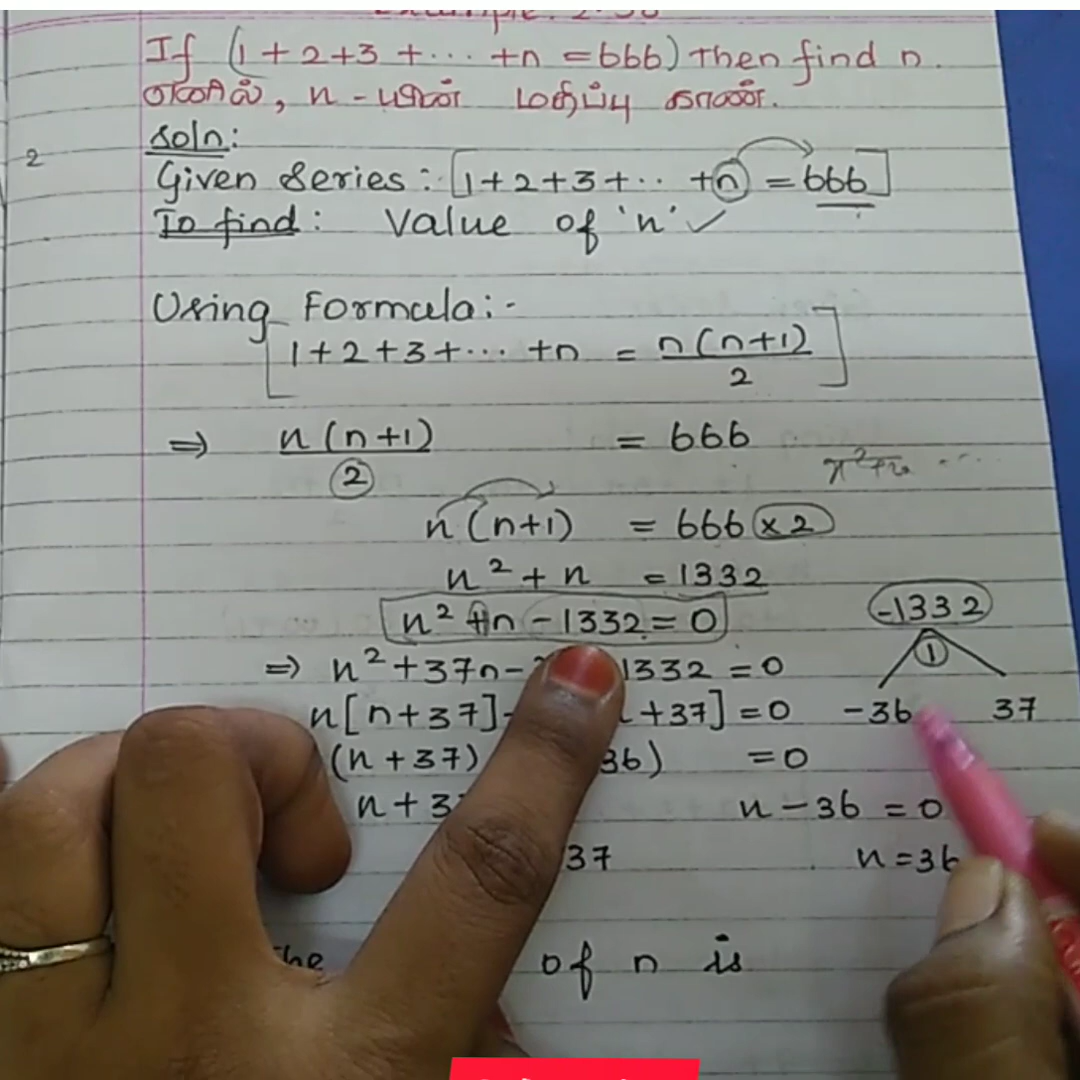 If (1 + 2 + 3 + ... + n = 666) then find n.
எனில், n - யின் மதிப்பு காண்.
Soln:
2
Given Series: [1 + 2 + 3 + .. + n = 666]
To find: Value of 'n' ✓
Using Formula:-
[1 + 2 + 3 + ... + n = n(n+1)/2]
⇒ n(n+1)/2 = 666
n² + n ...
n(n+1) = 666 × 2
n² + n = 1332
n² + n - 1332 = 0
-1332
1
⇒ n² + 37n - 1332 = 0
n[n + 37] - + 37] = 0
-36 37
(n + 37) 36) = 0
n + 3
n - 36 = 0
37
n = 36
of n is